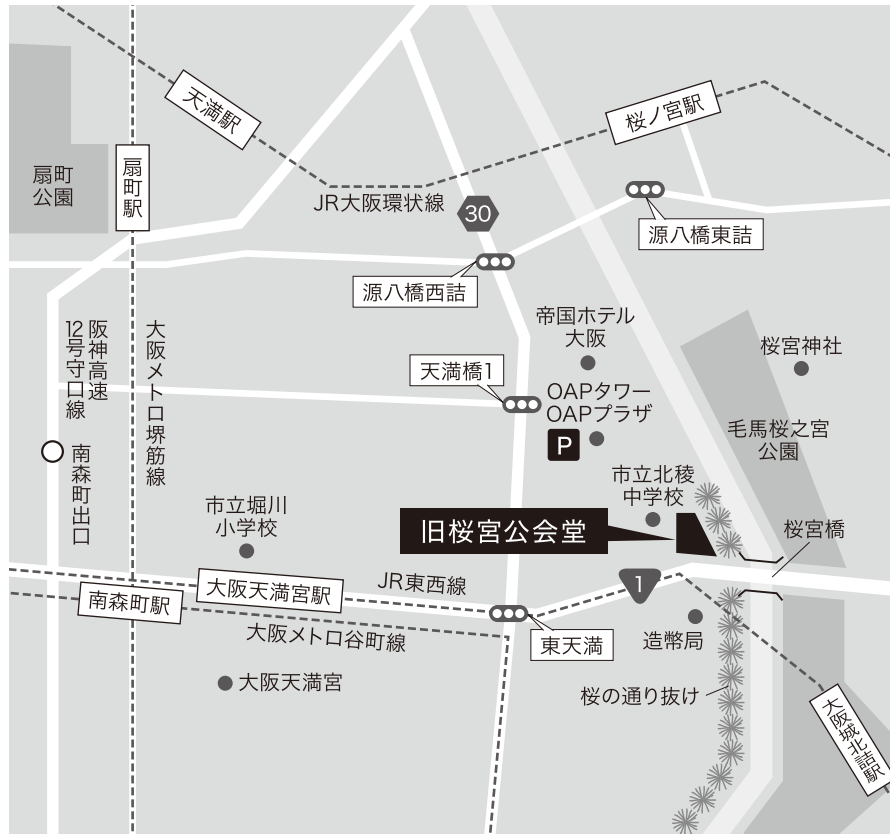 天満駅
桜ノ宮駅
扇町
公園
扇町駅
JR大阪環状線
30
源八橋東詰
源八橋西詰
帝国ホテル
大阪
桜宮神社
阪神高速
12号守口線
大阪メトロ堺筋線
天満橋1
OAPタワー
OAPプラザ
P
毛馬桜之宮
公園
南森町出口
市立北稜
中学校
市立堀川
小学校
旧桜宮公会堂
桜宮橋
大阪天満宮駅
JR東西線
1
南森町駅
大阪メトロ谷町線
東天満
造幣局
大阪天満宮
桜の通り抜け
大阪城北詰駅